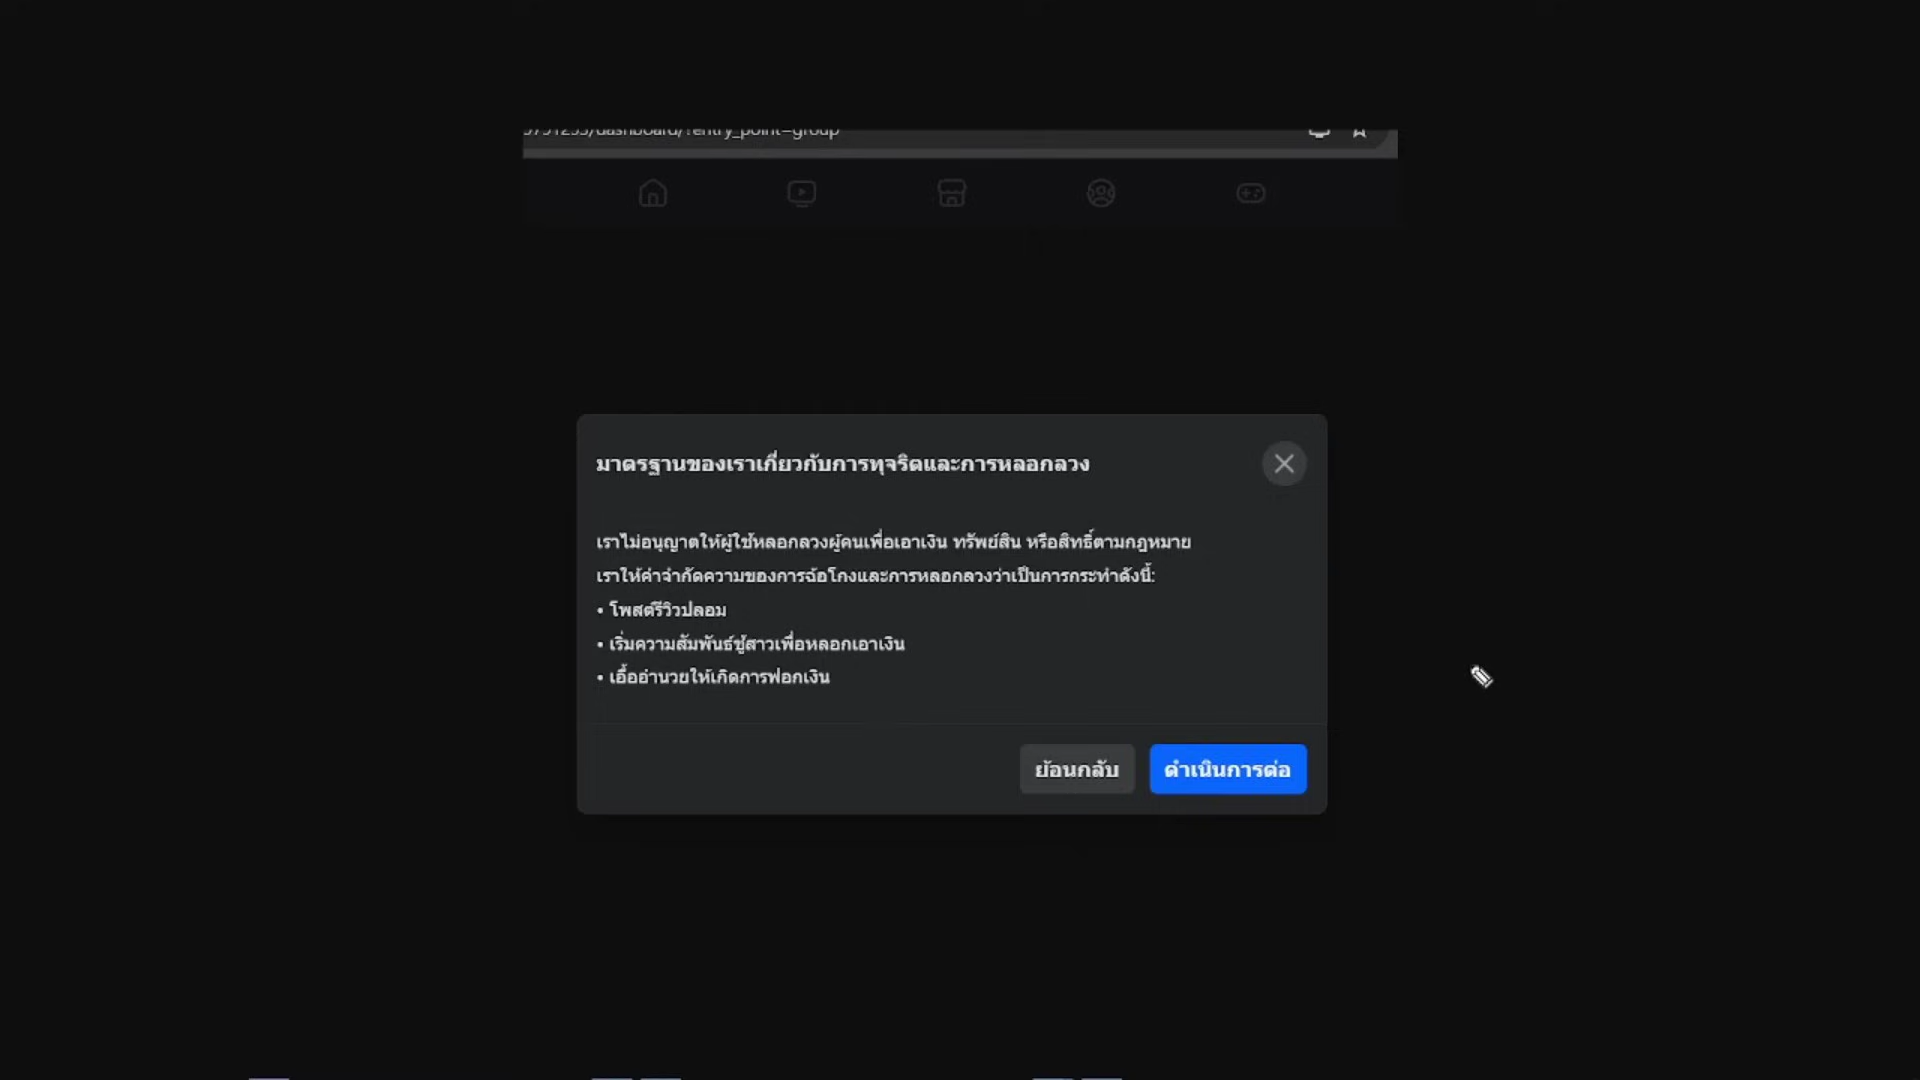 /dashboard/?entry_point=group
มาตรฐานของเราเกี่ยวกับการทุจริตและการหลอกลวง
เราไม่อนุญาตให้ผู้ใช้หลอกลวงผู้คนเพื่อเอาเงิน ทรัพย์สิน หรือสิทธิ์ตามกฎหมาย
เราให้คำจำกัดความของการฉ้อโกงและการหลอกลวงว่าเป็นการกระทำดังนี้:
• โพสต์รีวิวปลอม
• เริ่มความสัมพันธ์ชู้สาวเพื่อหลอกเอาเงิน
• เอื้ออำนวยให้เกิดการฟอกเงิน
ย้อนกลับ
ดำเนินการต่อ